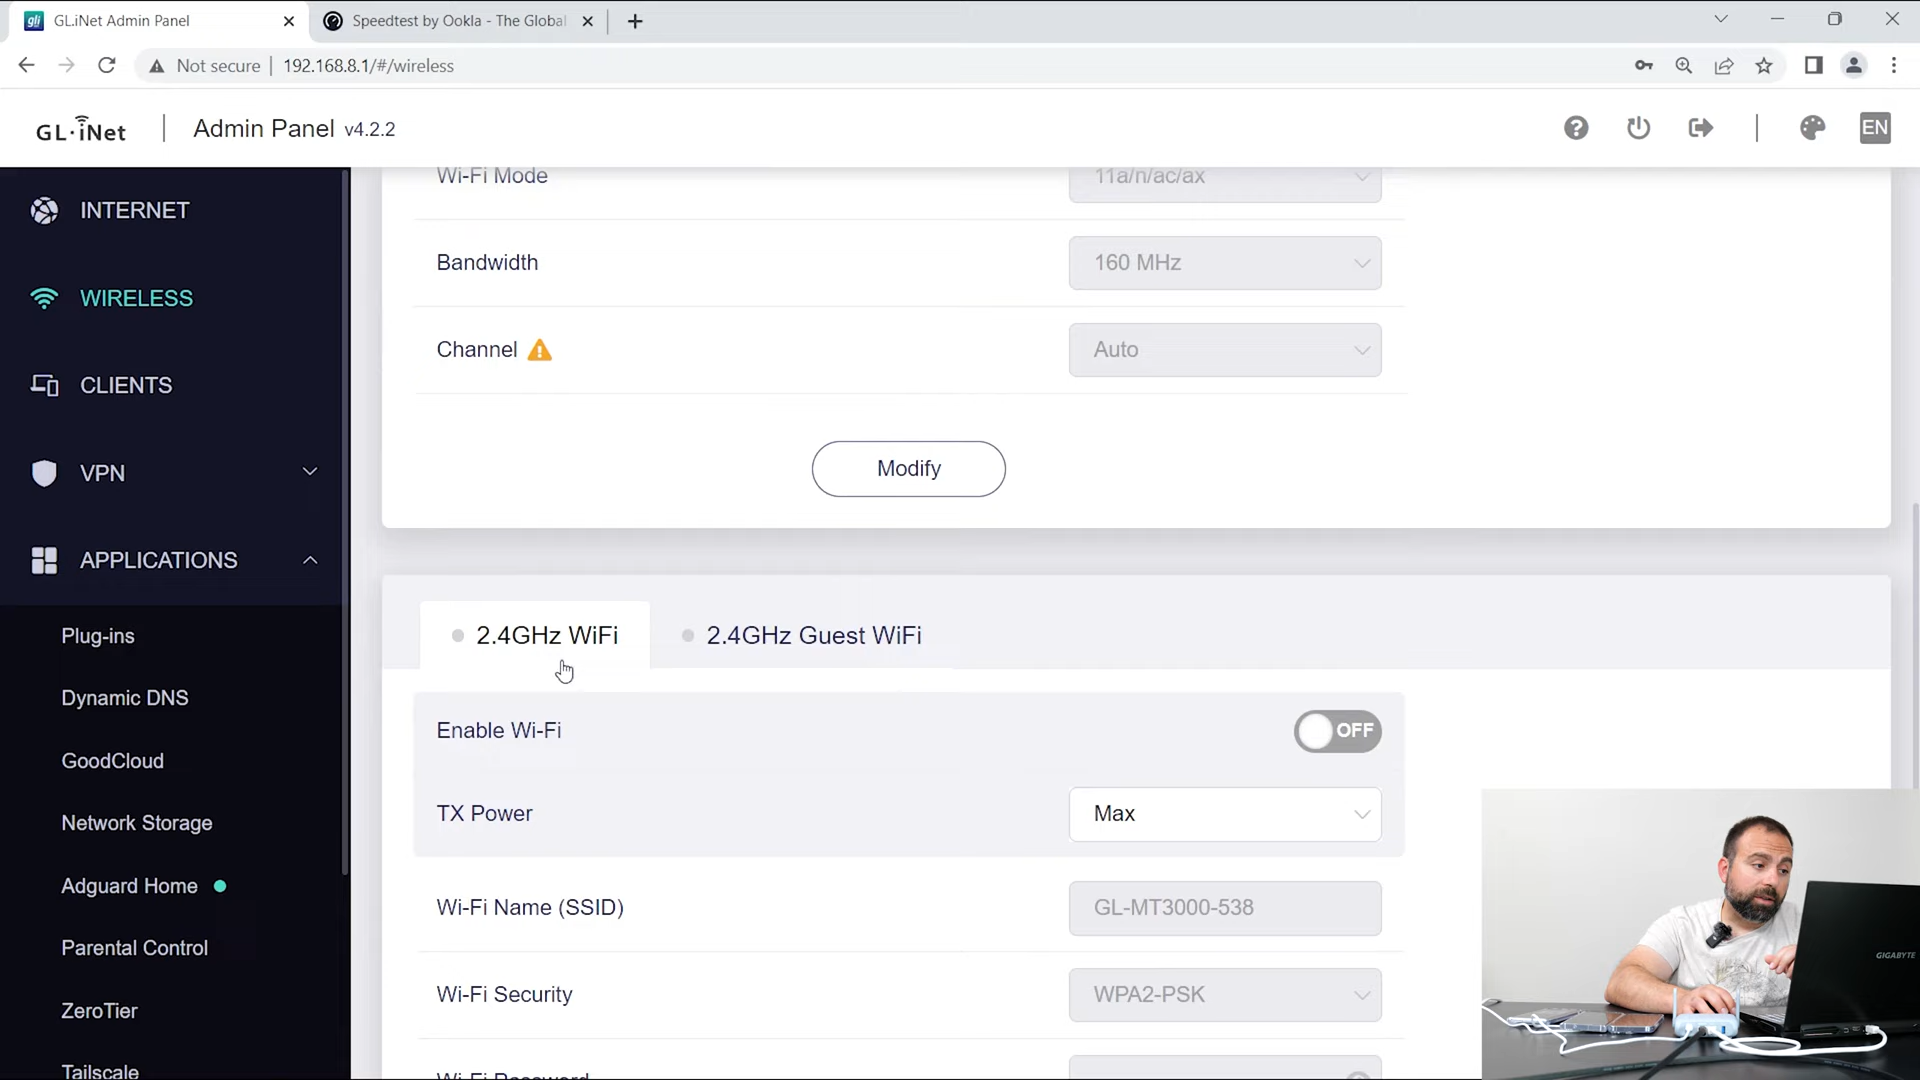 gli GL.iNet Admin Panel
Speedtest by Ookla - The Global
Not secure 192.168.8.1/#/wireless
GL·iNet Admin Panel v4.2.2
EN
INTERNET
WIRELESS
CLIENTS
VPN
APPLICATIONS
Plug-ins
Dynamic DNS
GoodCloud
Network Storage
Adguard Home
Parental Control
ZeroTier
Tailscale
Wi-Fi Mode 11a/n/ac/ax
Bandwidth 160 MHz
Channel Auto
Modify
2.4GHz WiFi 2.4GHz Guest WiFi
Enable Wi-Fi OFF
TX Power Max
Wi-Fi Name (SSID) GL-MT3000-538
Wi-Fi Security WPA2-PSK
Wi-Fi Password
GIGABYTE